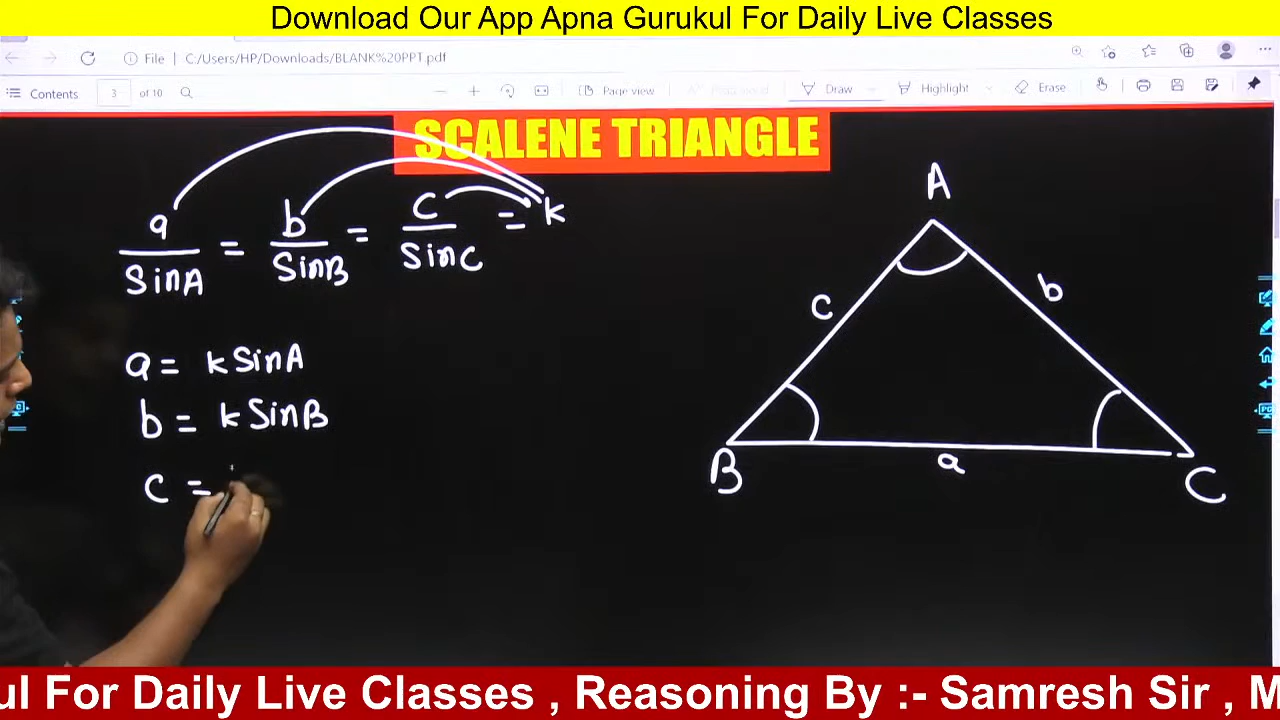 Download Our App Apna Gurukul For Daily Live Classes
File C:/Users/HP/Downloads/BLANK%20PPT.pdf
Contents 3 of 10 Page view Read aloud Draw Highlight Erase
SCALENE TRIANGLE
a/SinA = b/SinB = c/SinC = k
a = k SinA
b = k SinB
c =
A
c
b
B
a
C
ul For Daily Live Classes , Reasoning By :- Samresh Sir , M